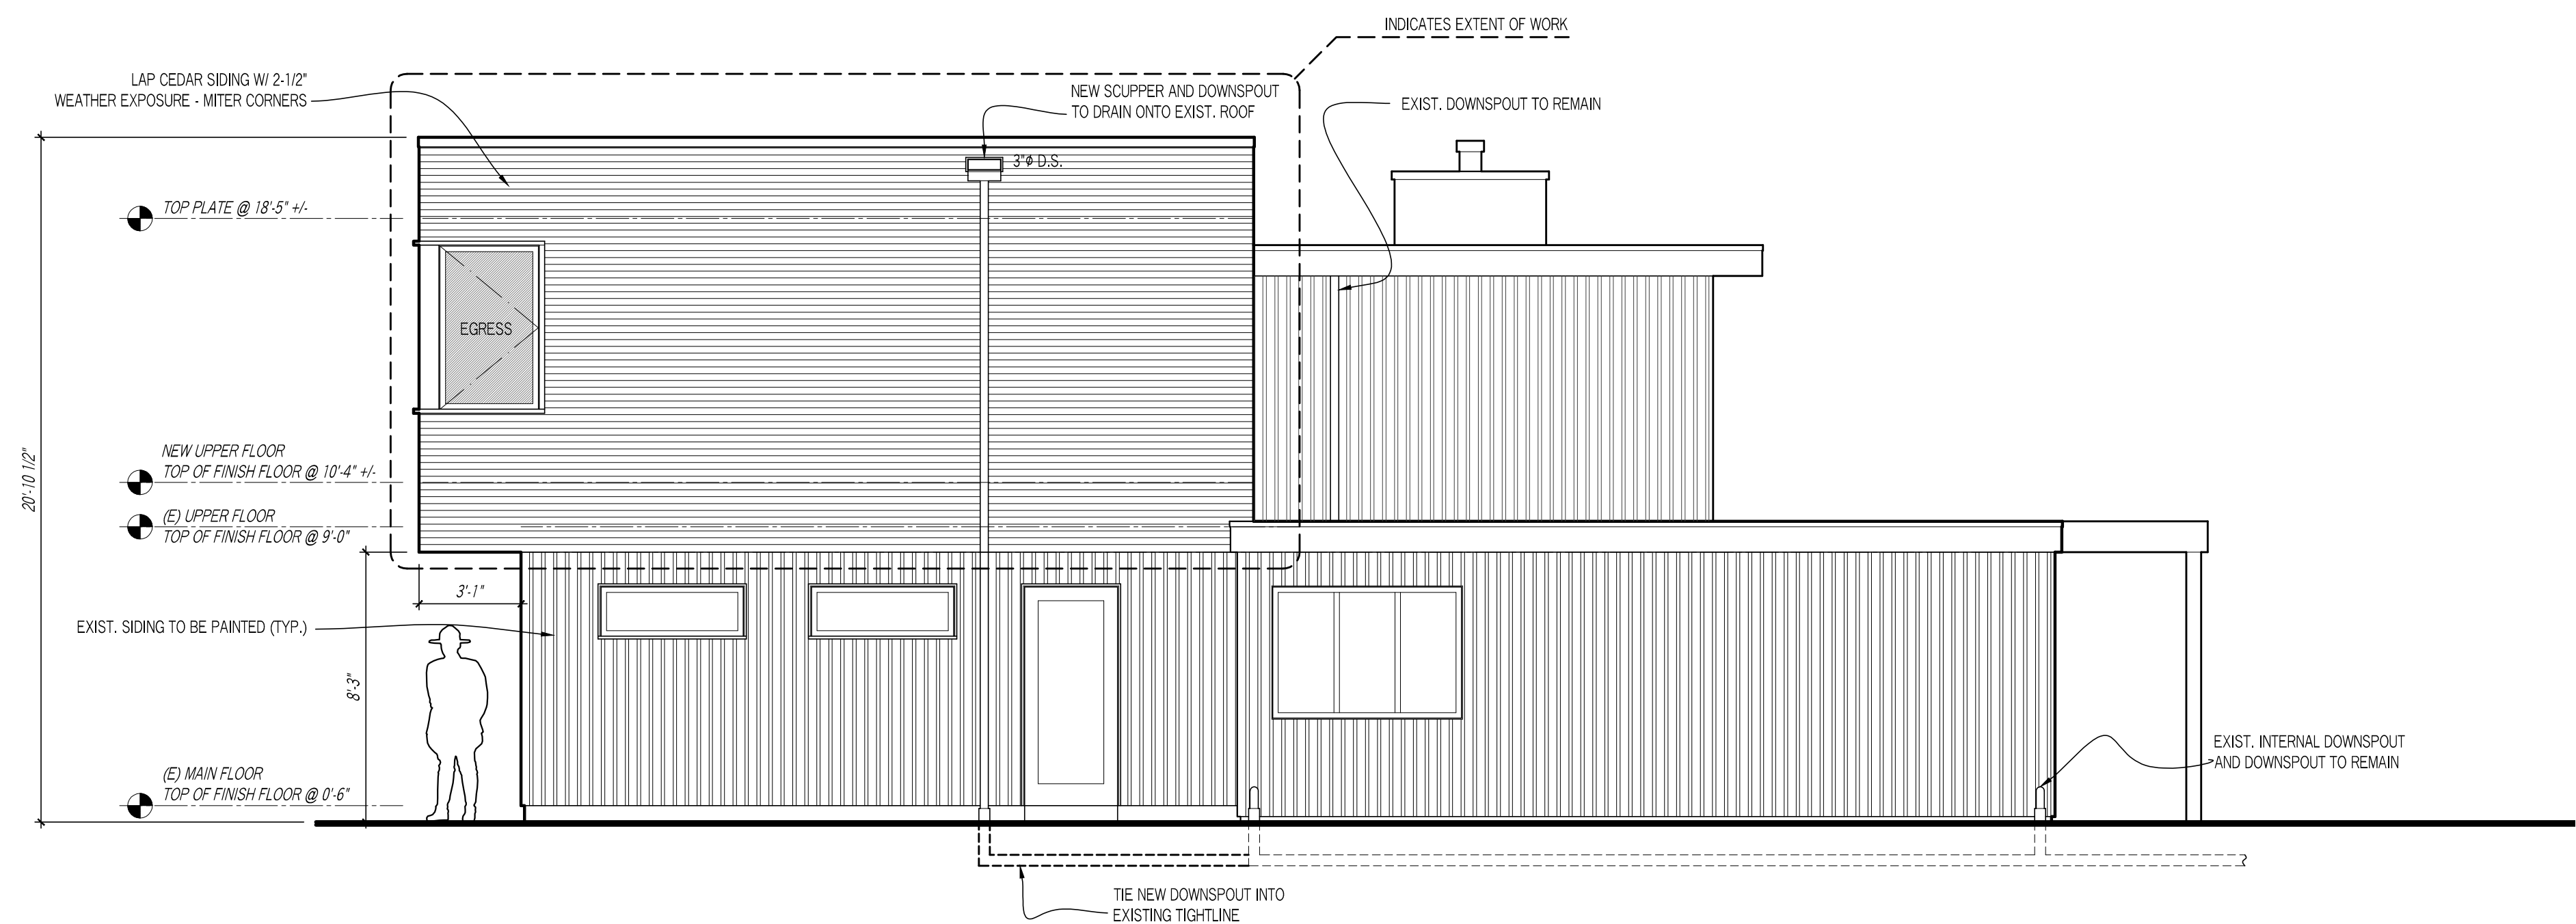 INDICATES EXTENT OF WORK
LAP CEDAR SIDING W/ 2-1/2"
WEATHER EXPOSURE - MITER CORNERS
NEW SCUPPER AND DOWNSPOUT
TO DRAIN ONTO EXIST. ROOF
EXIST. DOWNSPOUT TO REMAIN
3"ϕ D.S.
TOP PLATE @ 18'-5" +/-
EGRESS
20'-10 1/2"
NEW UPPER FLOOR
TOP OF FINISH FLOOR @ 10'-4" +/-
(E) UPPER FLOOR
TOP OF FINISH FLOOR @ 9'-0"
3'-1"
EXIST. SIDING TO BE PAINTED (TYP.)
8'-3"
(E) MAIN FLOOR
TOP OF FINISH FLOOR @ 0'-6"
EXIST. INTERNAL DOWNSPOUT
AND DOWNSPOUT TO REMAIN
TIE NEW DOWNSPOUT INTO
EXISTING TIGHTLINE